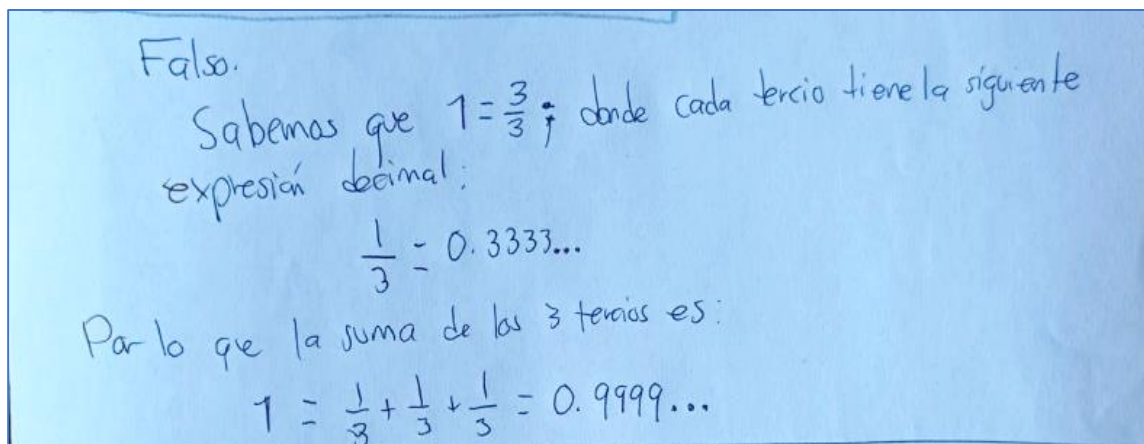 Falso.
Sabemos que 1 = 3/3; donde cada tercio tiene la siguiente
expresión decimal:
1/3 = 0.3333...
Por lo que la suma de los 3 tercios es:
1 = 1/3 + 1/3 + 1/3 = 0.9999...